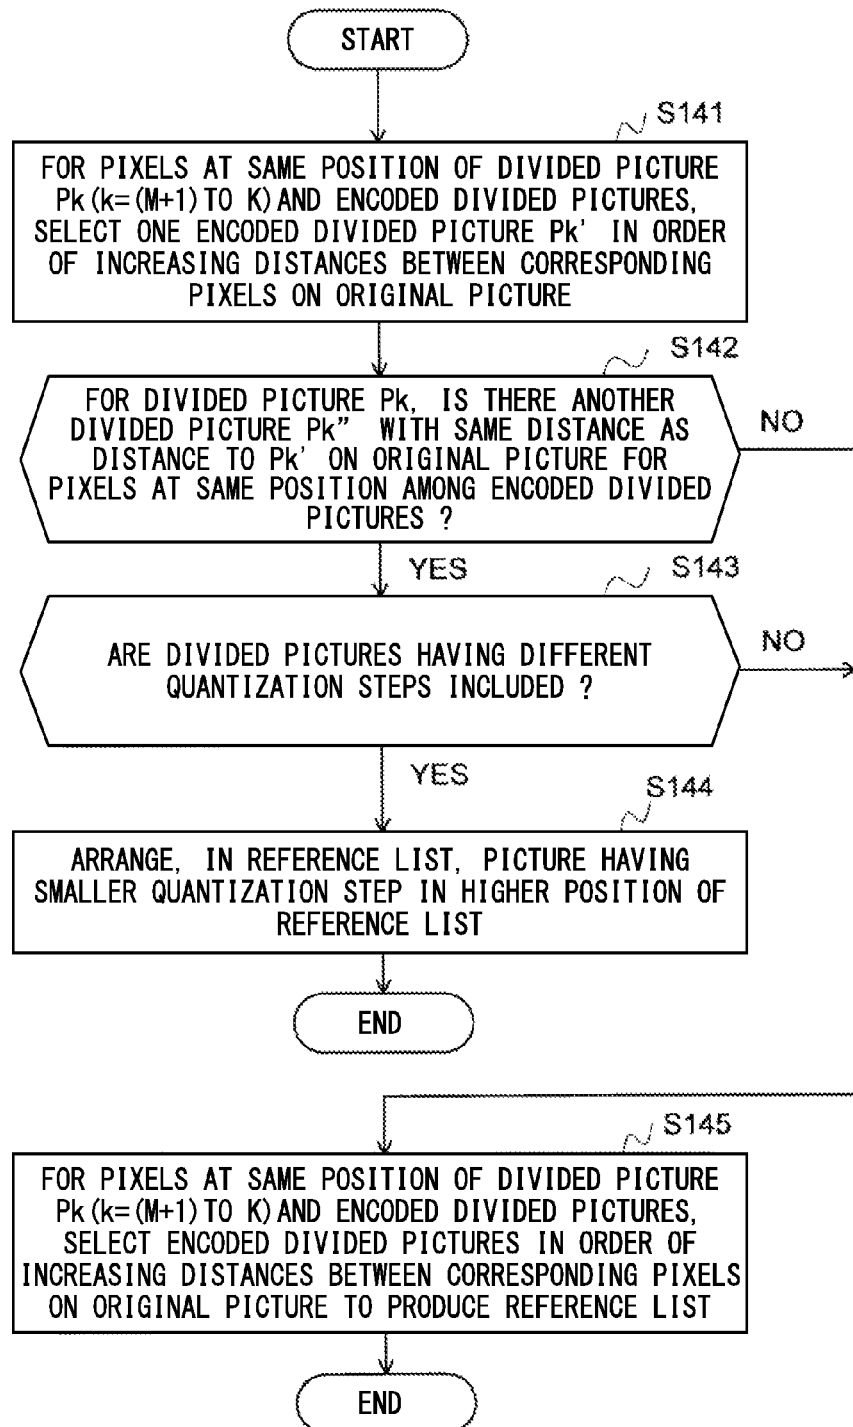 START
S141
FOR PIXELS AT SAME POSITION OF DIVIDED PICTURE
Pk(k=(M+1) TO K) AND ENCODED DIVIDED PICTURES,
SELECT ONE ENCODED DIVIDED PICTURE Pk' IN ORDER
OF INCREASING DISTANCES BETWEEN CORRESPONDING
PIXELS ON ORIGINAL PICTURE
S142
FOR DIVIDED PICTURE Pk, IS THERE ANOTHER
DIVIDED PICTURE Pk" WITH SAME DISTANCE AS
DISTANCE TO Pk' ON ORIGINAL PICTURE FOR
PIXELS AT SAME POSITION AMONG ENCODED DIVIDED
PICTURES ?
NO
YES
S143
ARE DIVIDED PICTURES HAVING DIFFERENT
QUANTIZATION STEPS INCLUDED ?
NO
YES
S144
ARRANGE, IN REFERENCE LIST, PICTURE HAVING
SMALLER QUANTIZATION STEP IN HIGHER POSITION OF
REFERENCE LIST
END
S145
FOR PIXELS AT SAME POSITION OF DIVIDED PICTURE
Pk(k=(M+1) TO K) AND ENCODED DIVIDED PICTURES,
SELECT ENCODED DIVIDED PICTURES IN ORDER OF
INCREASING DISTANCES BETWEEN CORRESPONDING PIXELS
ON ORIGINAL PICTURE TO PRODUCE REFERENCE LIST
END